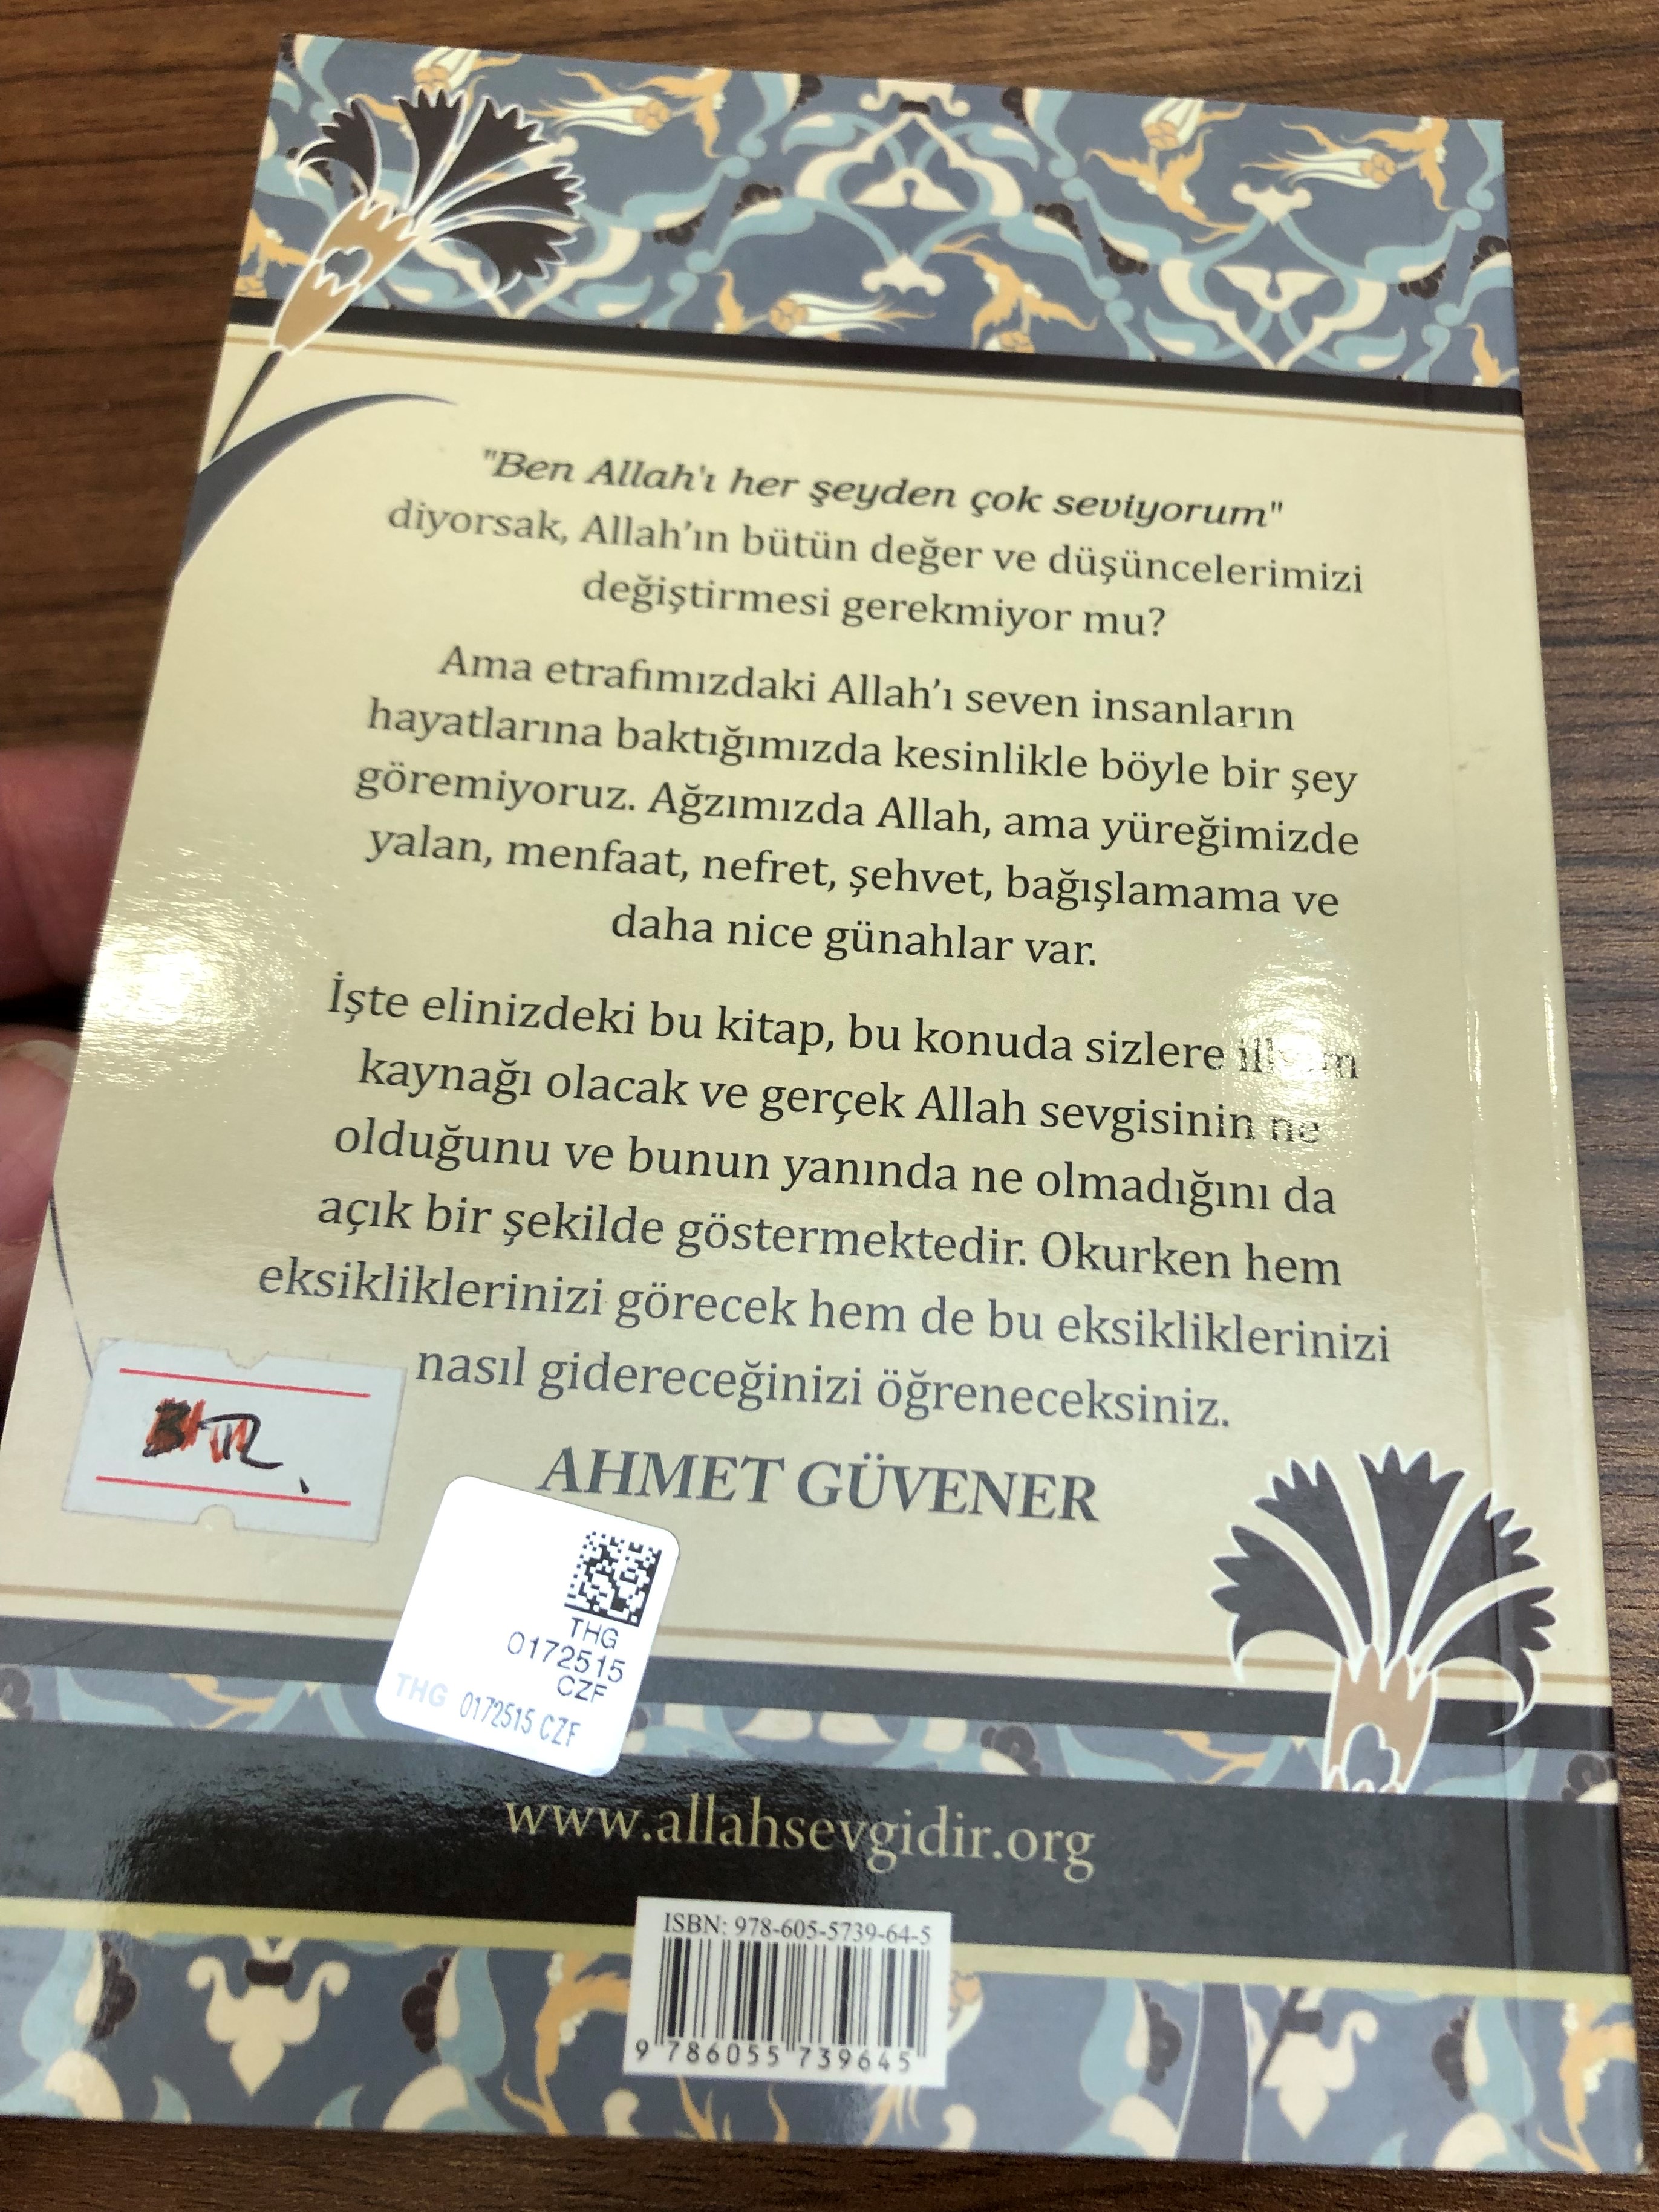 "Ben Allah'ı her şeyden çok seviyorum"
diyorsak, Allah'ın bütün değer ve düşüncelerimizi
değiştirmesi gerekmiyor mu?
Ama etrafımızdaki Allah'ı seven insanların
hayatlarına baktığımızda kesinlikle böyle bir şey
göremiyoruz. Ağzımızda Allah, ama yüreğimizde
yalan, menfaat, nefret, şehvet, bağışlamama ve
daha nice günahlar var.
İşte elinizdeki bu kitap, bu konuda sizlere
kaynağı olacak ve gerçek Allah sevgisinin ne
olduğunu ve bunun yanında ne olmadığını da
açık bir şekilde göstermektedir. Okurken hem
eksikliklerinizi görecek hem de bu eksikliklerinizi
nasıl gidereceğinizi öğreneceksiniz.
AHMET GÜVENER
THG
0172515
CZF
THG 0172515 CZF
www.allahsevgidir.org
ISBN: 978-605-5739-64-5
9 786055 739645